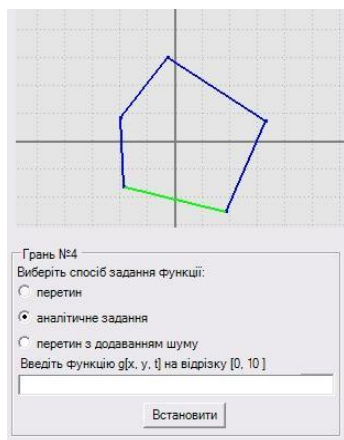 Грань №4
Виберіть спосіб задання функції:
перетин
аналітичне задання
перетин з додаванням шуму
Введіть функцію g[x, y, t] на відрізку [0, 10 ]
Встановити